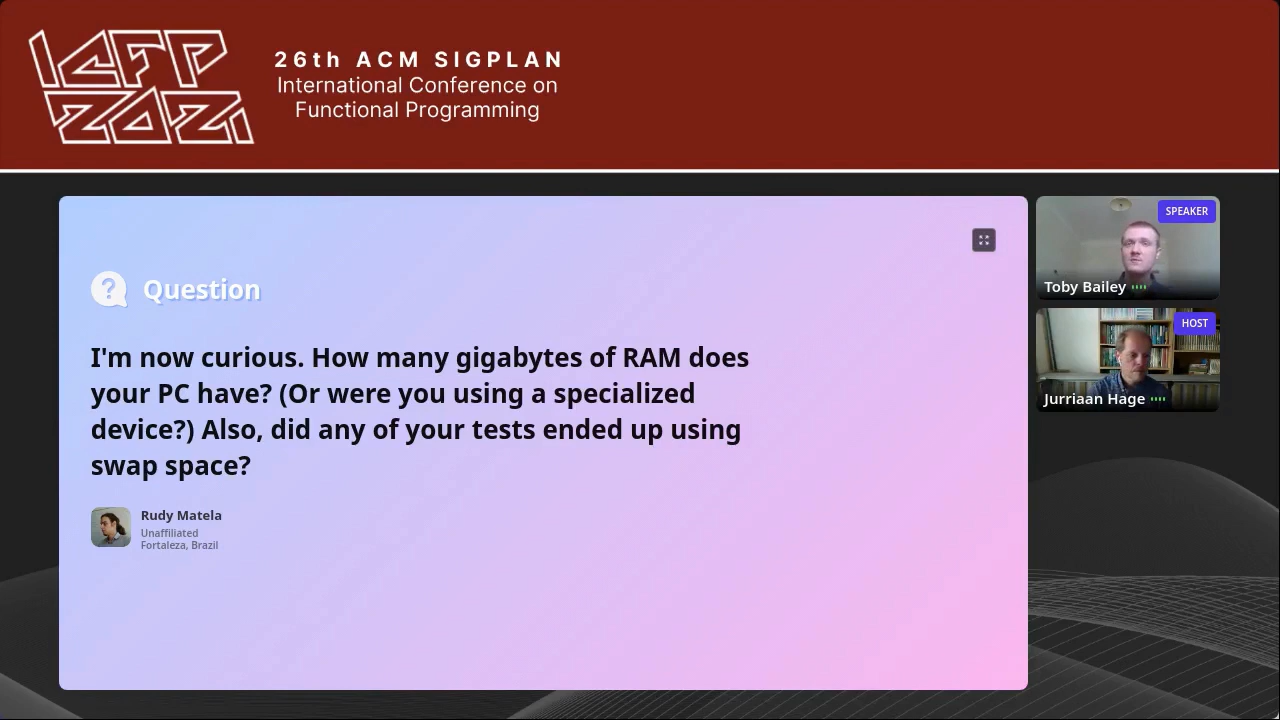 ICFP
2021
26th ACM SIGPLAN
International Conference on
Functional Programming
Question
I'm now curious. How many gigabytes of RAM does
your PC have? (Or were you using a specialized
device?) Also, did any of your tests ended up using
swap space?
Rudy Matela
Unaffiliated
Fortaleza, Brazil
SPEAKER
Toby Bailey
HOST
Jurriaan Hage